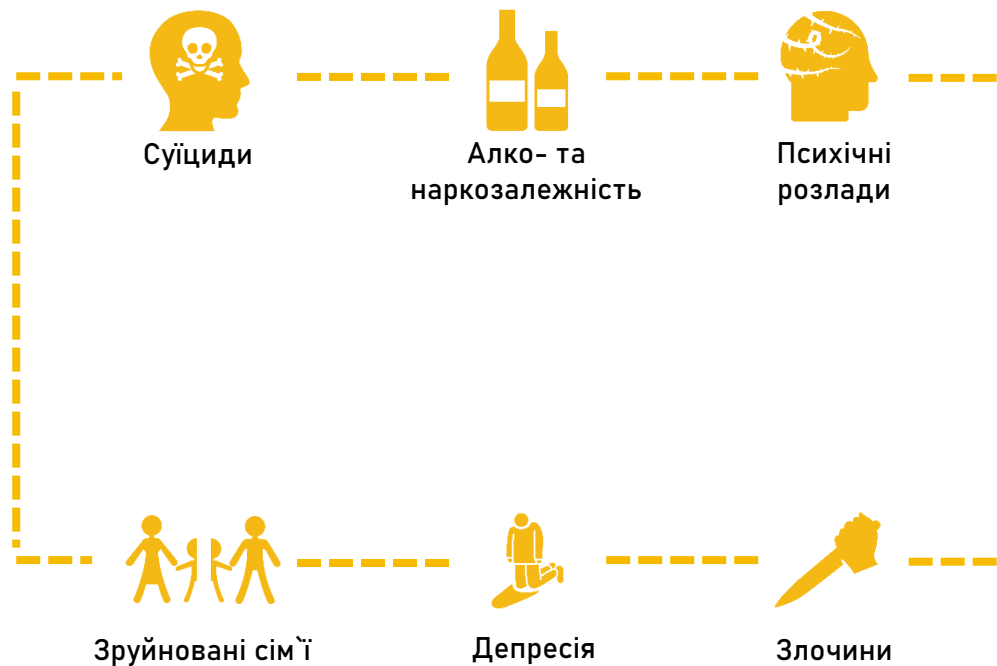 Суїциди
Алко- та
наркозалежність
Психічні
розлади
Зруйновані сім`ї
Депресія
Злочини